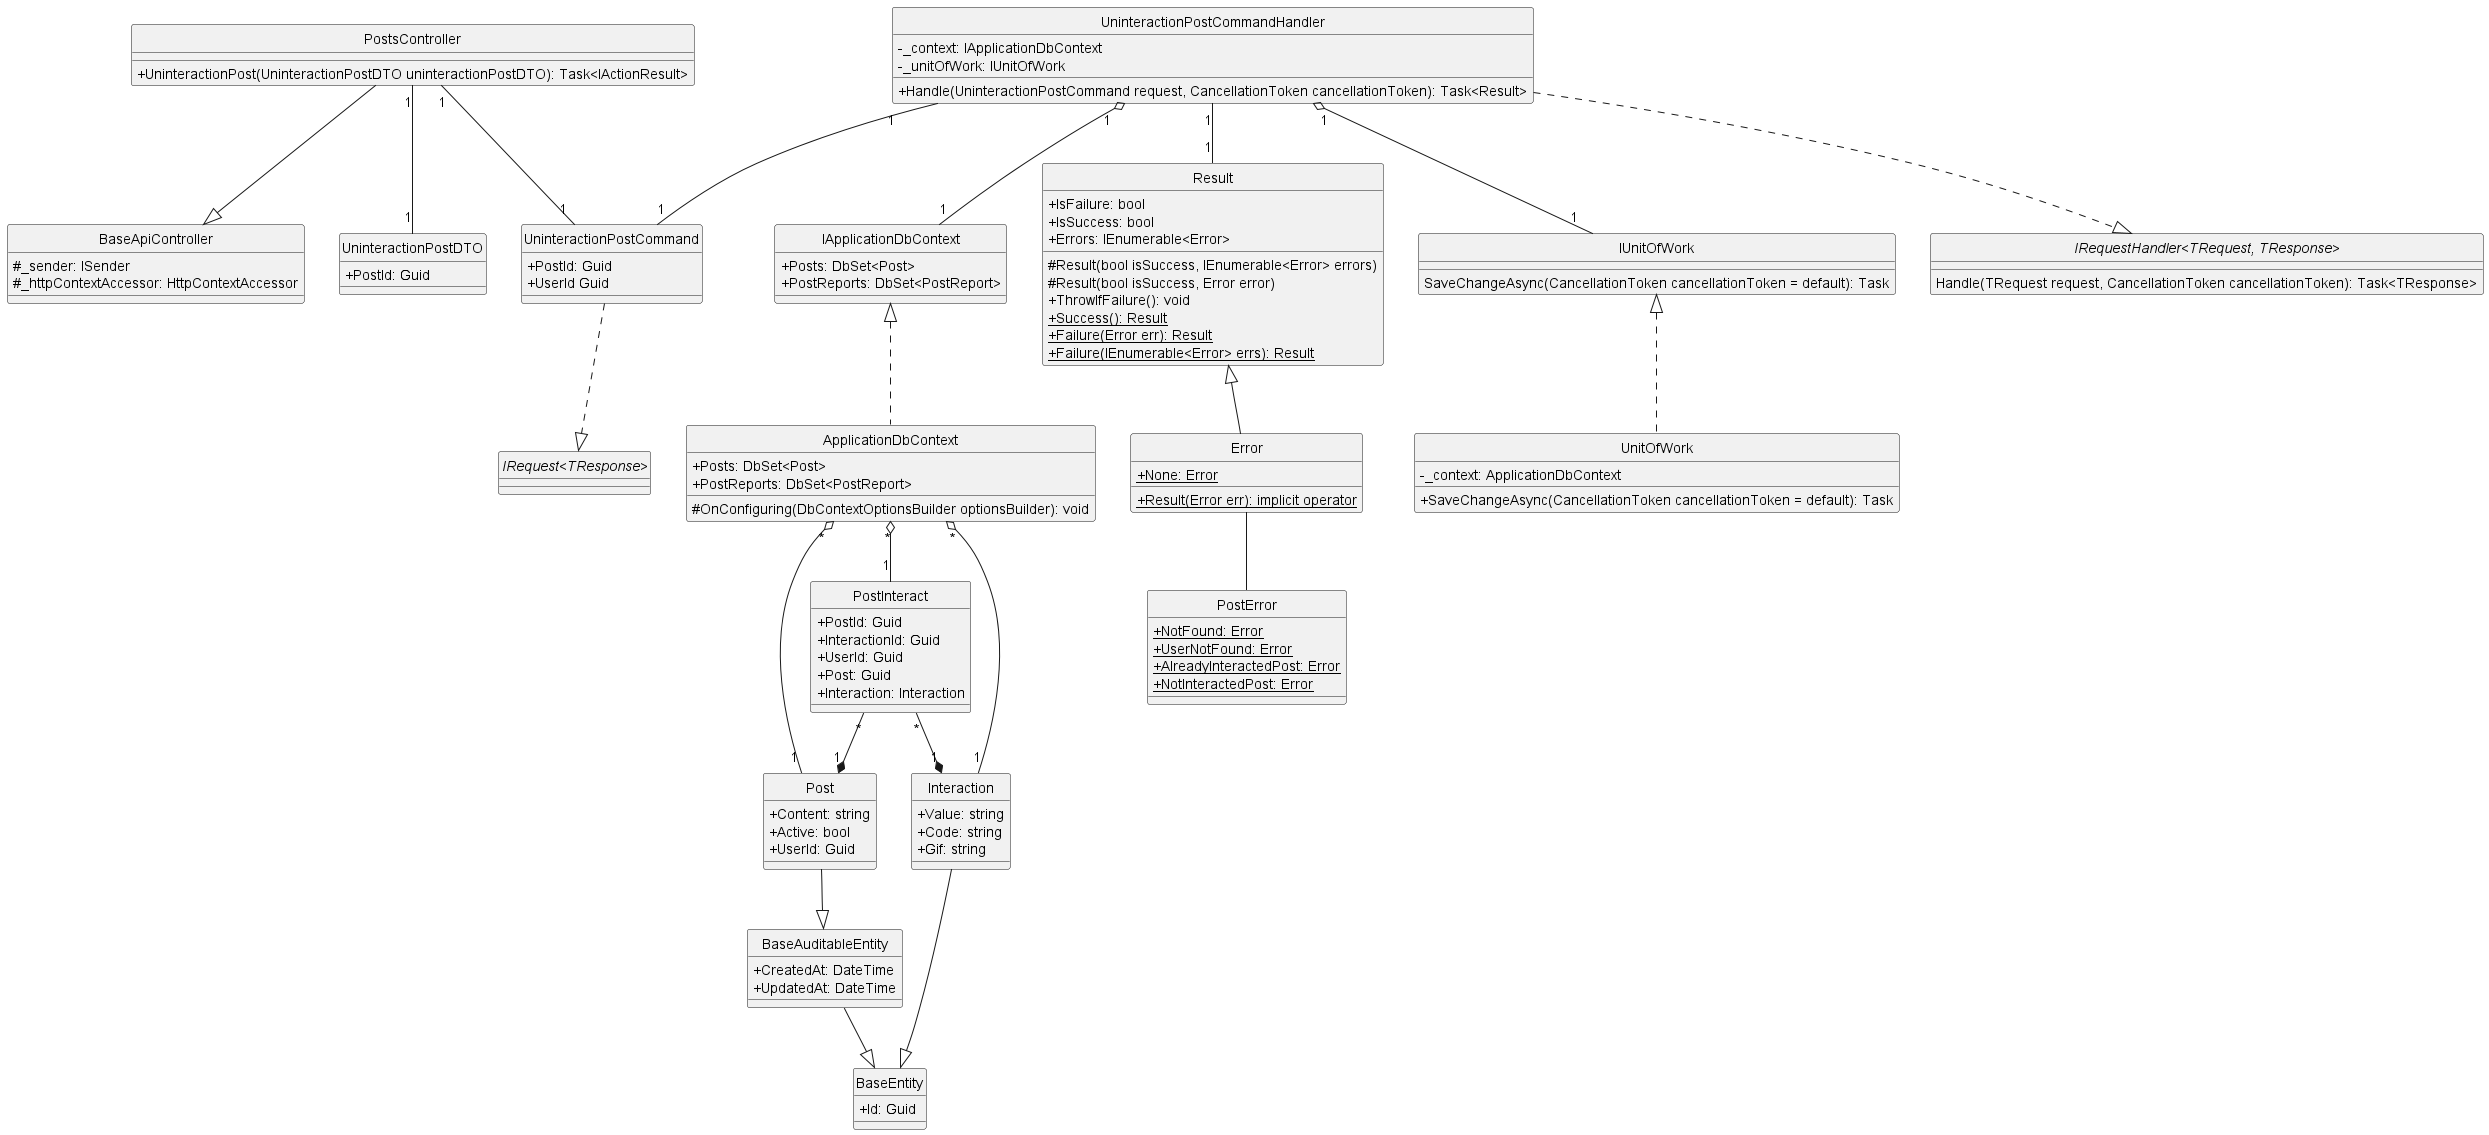 PostsController
+UninteractionPost(UninteractionPostDTO uninteractionPostDTO): Task<IActionResult>
UninteractionPostCommandHandler
-_context: IApplicationDbContext
-_unitOfWork: IUnitOfWork
+Handle(UninteractionPostCommand request, CancellationToken cancellationToken): Task<Result>
1
1
1
1
1
1
1
1
1
1
1
1
1
BaseApiController
#_sender: ISender
#_httpContextAccessor: HttpContextAccessor
UninteractionPostDTO
+PostId: Guid
UninteractionPostCommand
+PostId: Guid
+UserId Guid
IApplicationDbContext
+Posts: DbSet<Post>
+PostReports: DbSet<PostReport>
Result
+IsFailure: bool
+IsSuccess: bool
+Errors: IEnumerable<Error>
#Result(bool isSuccess, IEnumerable<Error> errors)
#Result(bool isSuccess, Error error)
+ThrowIfFailure(): void
+Success(): Result
+Failure(Error err): Result
+Failure(IEnumerable<Error> errs): Result
IUnitOfWork
SaveChangeAsync(CancellationToken cancellationToken = default): Task
IRequestHandler<TRequest, TResponse>
Handle(TRequest request, CancellationToken cancellationToken): Task<TResponse>
IRequest<TResponse>
ApplicationDbContext
+Posts: DbSet<Post>
+PostReports: DbSet<PostReport>
#OnConfiguring(DbContextOptionsBuilder optionsBuilder): void
Error
+None: Error
+Result(Error err): implicit operator
UnitOfWork
-_context: ApplicationDbContext
+SaveChangeAsync(CancellationToken cancellationToken = default): Task
*
*
*
1
PostInteract
+PostId: Guid
+InteractionId: Guid
+UserId: Guid
+Post: Guid
+Interaction: Interaction
PostError
+NotFound: Error
+UserNotFound: Error
+AlreadyInteractedPost: Error
+NotInteractedPost: Error
*
*
1
1
1
1
Post
+Content: string
+Active: bool
+UserId: Guid
Interaction
+Value: string
+Code: string
+Gif: string
BaseAuditableEntity
+CreatedAt: DateTime
+UpdatedAt: DateTime
BaseEntity
+Id: Guid